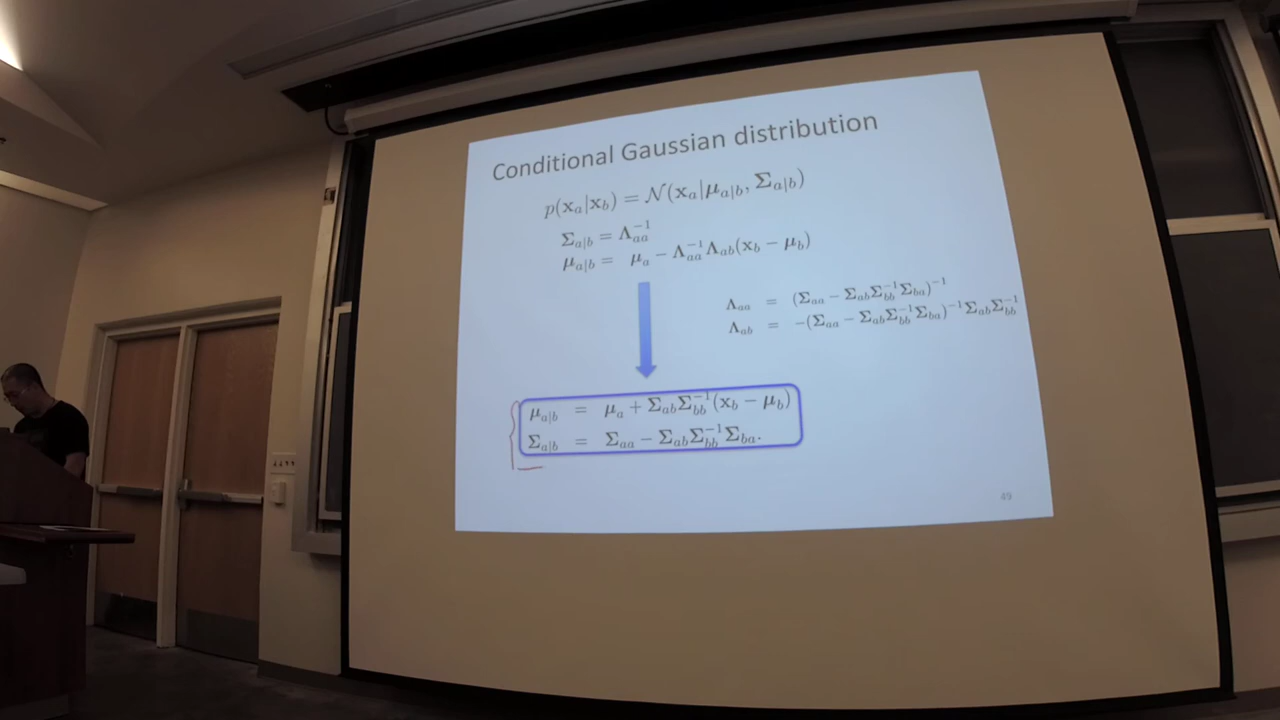 Conditional Gaussian distribution
p(x_a|x_b) = 𝒩(x_a|μ_{a|b}, Σ_{a|b})
Σ_{a|b} = Λ_{aa}^{-1}
μ_{a|b} = μ_a − Λ_{aa}^{-1}Λ_{ab}(x_b − μ_b)
Λ_{aa} = (Σ_{aa} − Σ_{ab}Σ_{bb}^{-1}Σ_{ba})^{-1}
Λ_{ab} = −(Σ_{aa} − Σ_{ab}Σ_{bb}^{-1}Σ_{ba})^{-1}Σ_{ab}Σ_{bb}^{-1}
μ_{a|b} = μ_a + Σ_{ab}Σ_{bb}^{-1}(x_b − μ_b)
Σ_{a|b} = Σ_{aa} − Σ_{ab}Σ_{bb}^{-1}Σ_{ba}.
49